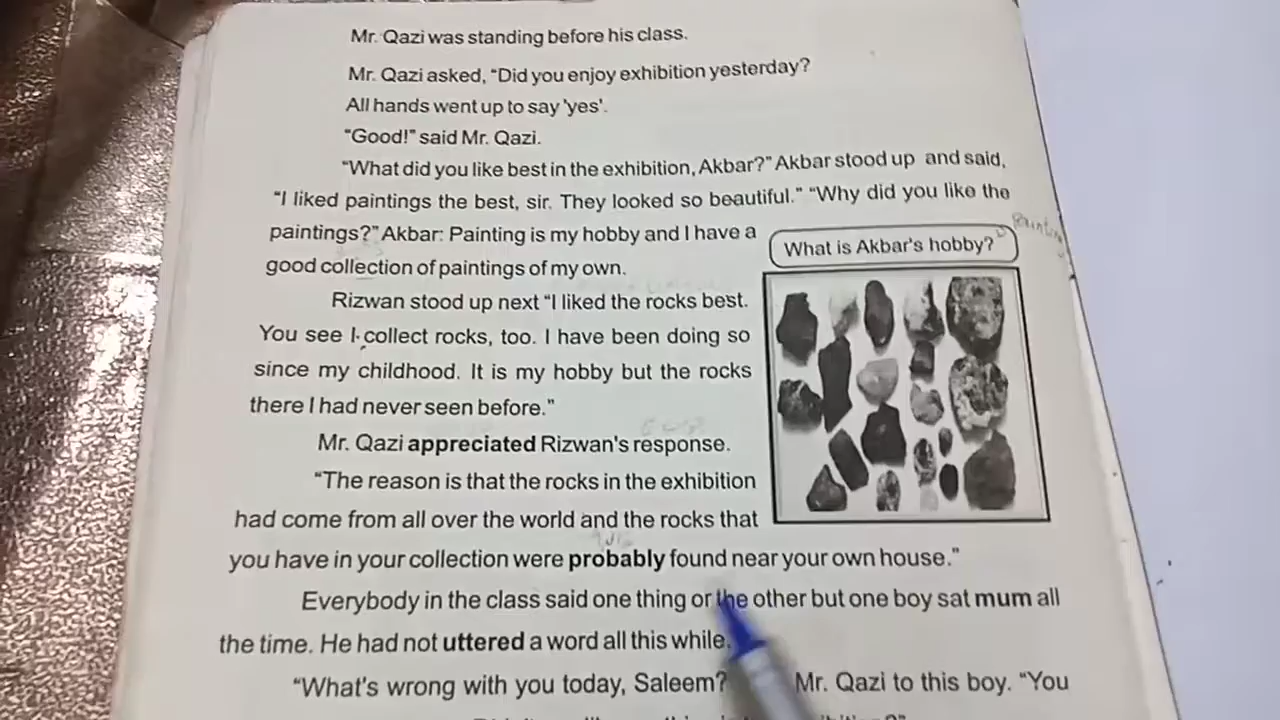 Mr. Qazi was standing before his class.
Mr. Qazi asked, “Did you enjoy exhibition yesterday?
All hands went up to say 'yes'.
“Good!” said Mr. Qazi.
“What did you like best in the exhibition, Akbar?” Akbar stood up and said,
“I liked paintings the best, sir. They looked so beautiful.” “Why did you like the
paintings?” Akbar: Painting is my hobby and I have a
good collection of paintings of my own.
What is Akbar's hobby?
Rizwan stood up next “I liked the rocks best.
You see I collect rocks, too. I have been doing so
since my childhood. It is my hobby but the rocks
there I had never seen before.”
Mr. Qazi appreciated Rizwan's response.
“The reason is that the rocks in the exhibition
had come from all over the world and the rocks that
you have in your collection were probably found near your own house.”
Everybody in the class said one thing or the other but one boy sat mum all
the time. He had not uttered a word all this while.
“What's wrong with you today, Saleem? Mr. Qazi to this boy. “You